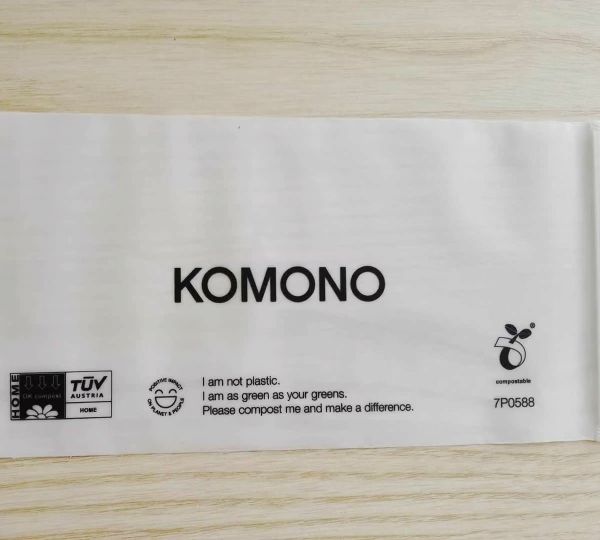 KOMONO
HOME
OK compost
TÜV
AUSTRIA
HOME
POSITIVE IMPACT
ON PLANET & PEOPLE
I am not plastic.
I am as green as your greens.
Please compost me and make a difference.
®
compostable
7P0588